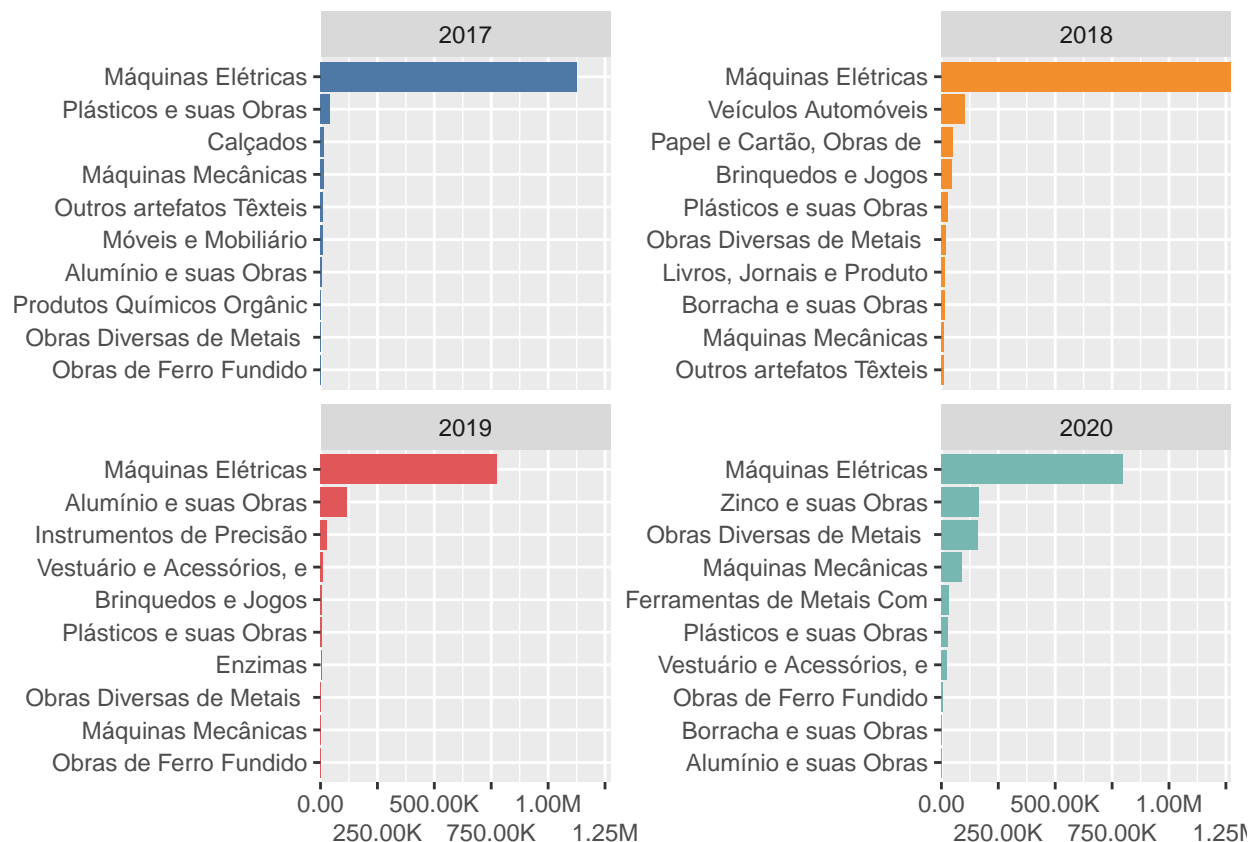 2017
Máquinas Elétricas
Plásticos e suas Obras
Calçados
Máquinas Mecânicas
Outros artefatos Têxteis
Móveis e Mobiliário
Alumínio e suas Obras
Produtos Químicos Orgânic
Obras Diversas de Metais
Obras de Ferro Fundido
2018
Máquinas Elétricas
Veículos Automóveis
Papel e Cartão, Obras de
Brinquedos e Jogos
Plásticos e suas Obras
Obras Diversas de Metais
Livros, Jornais e Produto
Borracha e suas Obras
Máquinas Mecânicas
Outros artefatos Têxteis
2019
Máquinas Elétricas
Alumínio e suas Obras
Instrumentos de Precisão
Vestuário e Acessórios, e
Brinquedos e Jogos
Plásticos e suas Obras
Enzimas
Obras Diversas de Metais
Máquinas Mecânicas
Obras de Ferro Fundido
0.00 500.00K 1.00M
250.00K 750.00K 1.25M
2020
Máquinas Elétricas
Zinco e suas Obras
Obras Diversas de Metais
Máquinas Mecânicas
Ferramentas de Metais Com
Plásticos e suas Obras
Vestuário e Acessórios, e
Obras de Ferro Fundido
Borracha e suas Obras
Alumínio e suas Obras
0.00 500.00K 1.00M
250.00K 750.00K 1.25M